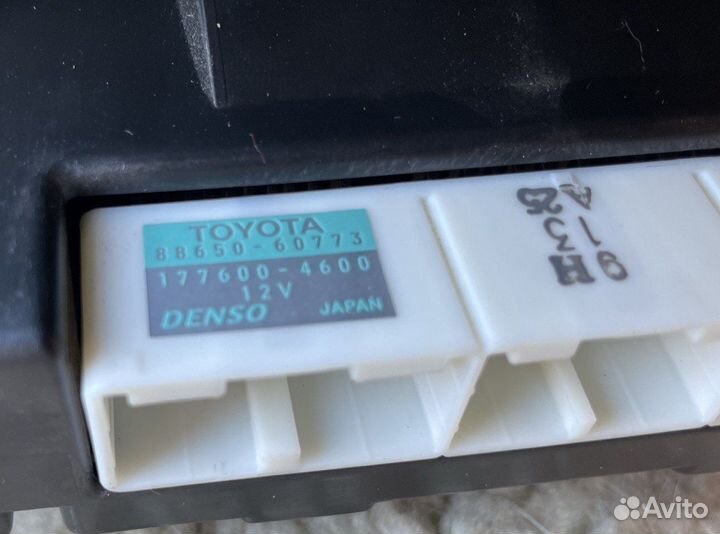 TOYOTA
88650-60773
177600-4600
12V
DENSO JAPAN
Avito